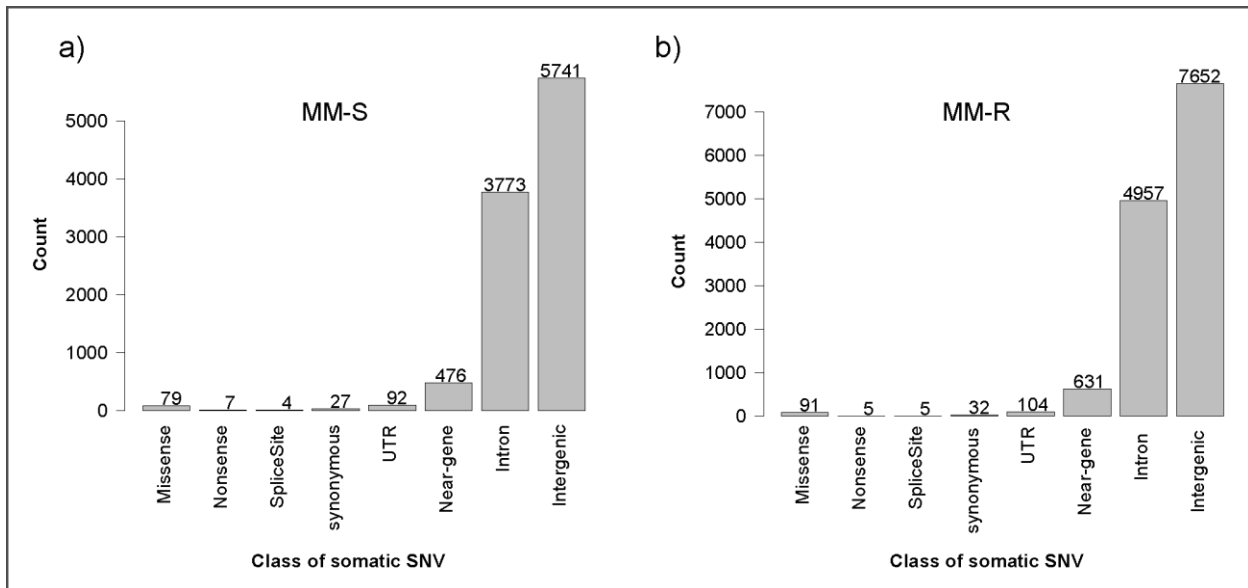 a)
MM-S
Count
5000
4000
3000
2000
1000
0
79
7
4
27
92
476
3773
5741
Missense
Nonsense
SpliceSite
synonymous
UTR
Near-gene
Intron
Intergenic
Class of somatic SNV
b)
MM-R
Count
7000
6000
5000
4000
3000
2000
1000
0
91
5
5
32
104
631
4957
7652
Missense
Nonsense
SpliceSite
synonymous
UTR
Near-gene
Intron
Intergenic
Class of somatic SNV